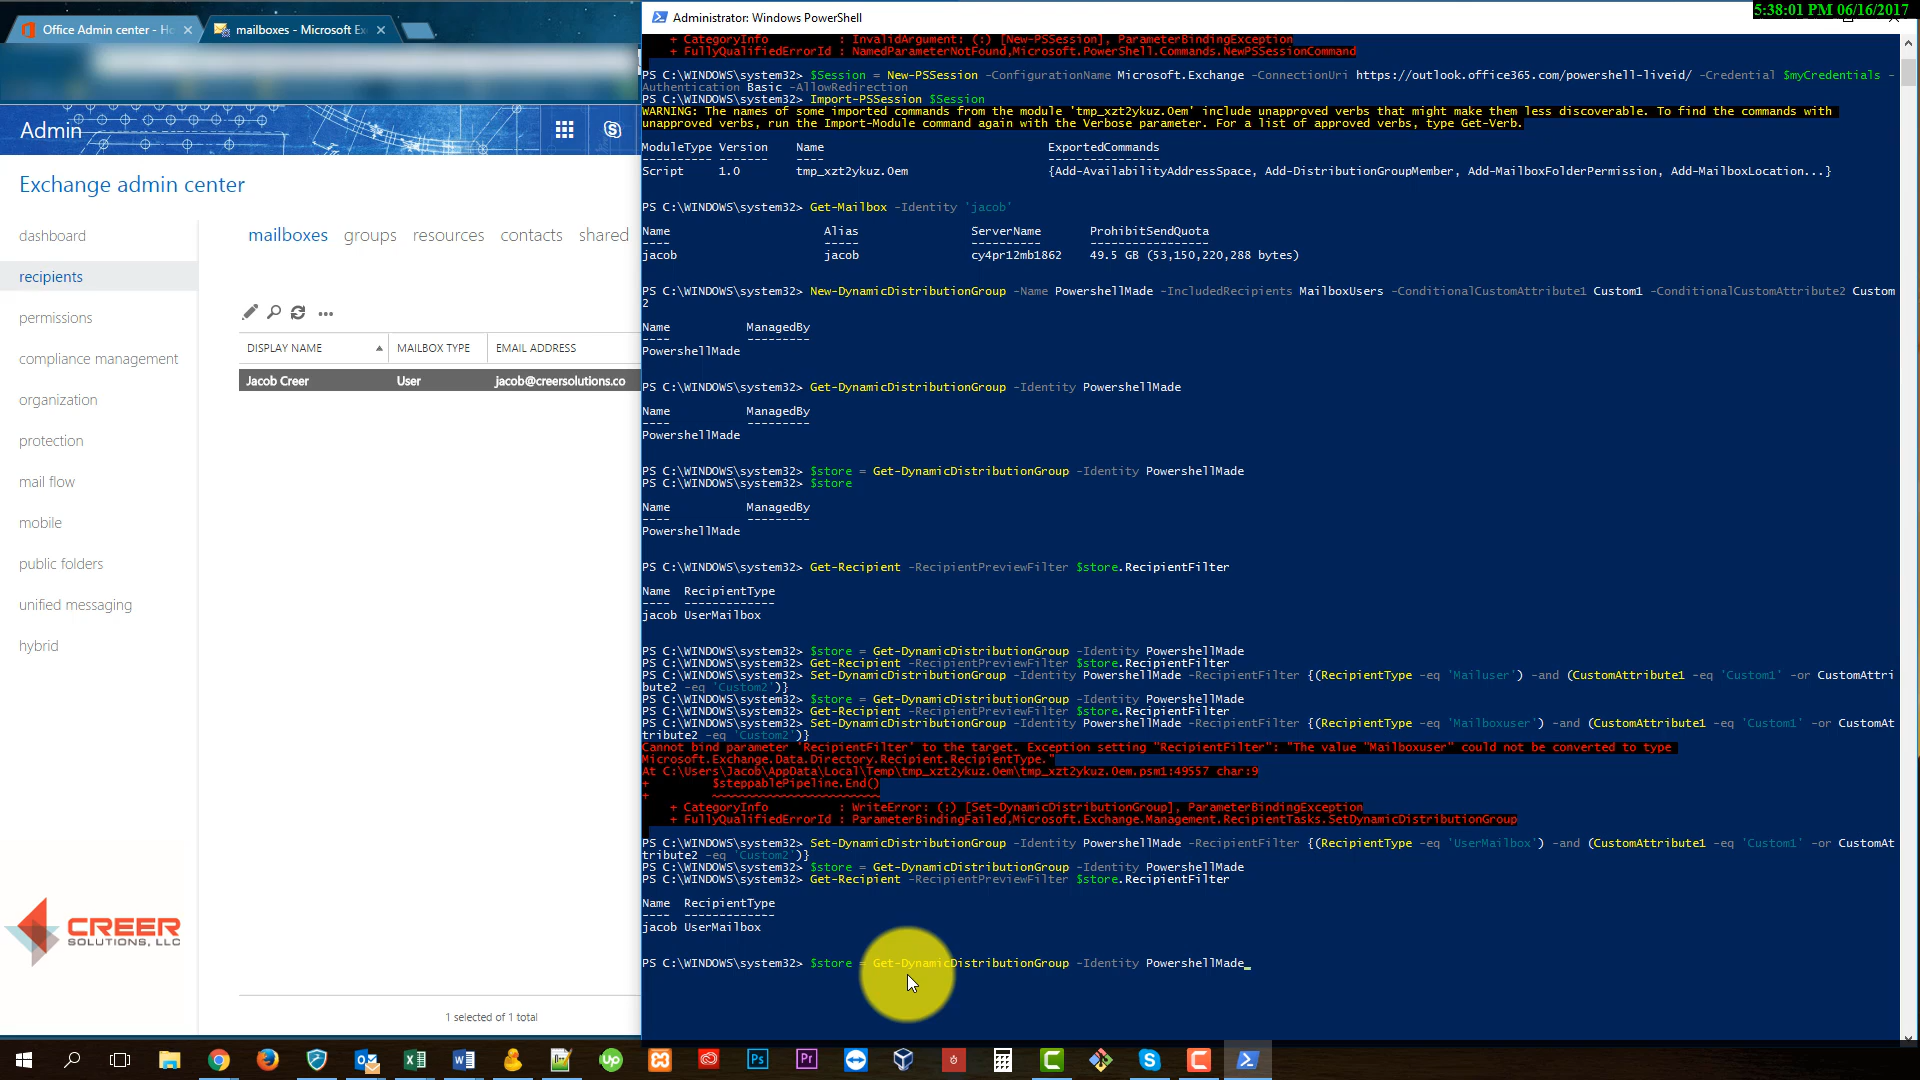 5:38:01 PM 06/16/2017
Office Admin center - Ho
mailboxes - Microsoft Ex
Admin
Exchange admin center
dashboard
recipients
permissions
compliance management
organization
protection
mail flow
mobile
public folders
unified messaging
hybrid
mailboxes groups resources contacts shared
DISPLAY NAME MAILBOX TYPE EMAIL ADDRESS
Jacob Creer User jacob@creersolutions.co
1 selected of 1 total
CREER
SOLUTIONS, LLC
Administrator: Windows PowerShell
+ CategoryInfo : InvalidArgument: (:) [New-PSSession], ParameterBindingException
+ FullyQualifiedErrorId : NamedParameterNotFound,Microsoft.PowerShell.Commands.NewPSSessionCommand
PS C:\WINDOWS\system32> $Session = New-PSSession -ConfigurationName Microsoft.Exchange -ConnectionUri https://outlook.office365.com/powershell-liveid/ -Credential $myCredentials -
Authentication Basic -AllowRedirection
PS C:\WINDOWS\system32> Import-PSSession $Session
WARNING: The names of some imported commands from the module 'tmp_xzt2ykuz.0em' include unapproved verbs that might make them less discoverable. To find the commands with
unapproved verbs, run the Import-Module command again with the Verbose parameter. For a list of approved verbs, type Get-Verb.
ModuleType Version Name ExportedCommands
---------- ------- ---- ----------------
Script 1.0 tmp_xzt2ykuz.0em {Add-AvailabilityAddressSpace, Add-DistributionGroupMember, Add-MailboxFolderPermission, Add-MailboxLocation...}
PS C:\WINDOWS\system32> Get-Mailbox -Identity 'jacob'
Name Alias ServerName ProhibitSendQuota
---- ----- ---------- -----------------
jacob jacob cy4pr12mb1862 49.5 GB (53,150,220,288 bytes)
PS C:\WINDOWS\system32> New-DynamicDistributionGroup -Name PowershellMade -IncludedRecipients MailboxUsers -ConditionalCustomAttribute1 Custom1 -ConditionalCustomAttribute2 Custom
2
Name ManagedBy
---- ---------
PowershellMade
PS C:\WINDOWS\system32> Get-DynamicDistributionGroup -Identity PowershellMade
Name ManagedBy
---- ---------
PowershellMade
PS C:\WINDOWS\system32> $store = Get-DynamicDistributionGroup -Identity PowershellMade
PS C:\WINDOWS\system32> $store
Name ManagedBy
---- ---------
PowershellMade
PS C:\WINDOWS\system32> Get-Recipient -RecipientPreviewFilter $store.RecipientFilter
Name RecipientType
---- -------------
jacob UserMailbox
PS C:\WINDOWS\system32> $store = Get-DynamicDistributionGroup -Identity PowershellMade
PS C:\WINDOWS\system32> Get-Recipient -RecipientPreviewFilter $store.RecipientFilter
PS C:\WINDOWS\system32> Set-DynamicDistributionGroup -Identity PowershellMade -RecipientFilter {(RecipientType -eq 'Mailuser') -and (CustomAttribute1 -eq 'Custom1' -or CustomAttri
bute2 -eq 'Custom2')}
PS C:\WINDOWS\system32> $store = Get-DynamicDistributionGroup -Identity PowershellMade
PS C:\WINDOWS\system32> Get-Recipient -RecipientPreviewFilter $store.RecipientFilter
PS C:\WINDOWS\system32> Set-DynamicDistributionGroup -Identity PowershellMade -RecipientFilter {(RecipientType -eq 'Mailboxuser') -and (CustomAttribute1 -eq 'Custom1' -or CustomAt
tribute2 -eq 'Custom2')}
Cannot bind parameter 'RecipientFilter' to the target. Exception setting "RecipientFilter": "The value "Mailboxuser" could not be converted to type
Microsoft.Exchange.Data.Directory.Recipient.RecipientType."
At C:\Users\Jacob\AppData\Local\Temp\tmp_xzt2ykuz.0em\tmp_xzt2ykuz.0em.psm1:49557 char:9
+ $steppablePipeline.End()
+ ~~~~~~~~~~~~~~~~~~~~~~~~
+ CategoryInfo : WriteError: (:) [Set-DynamicDistributionGroup], ParameterBindingException
+ FullyQualifiedErrorId : ParameterBindingFailed,Microsoft.Exchange.Management.RecipientTasks.SetDynamicDistributionGroup
PS C:\WINDOWS\system32> Set-DynamicDistributionGroup -Identity PowershellMade -RecipientFilter {(RecipientType -eq 'UserMailbox') -and (CustomAttribute1 -eq 'Custom1' -or CustomAt
tribute2 -eq 'Custom2')}
PS C:\WINDOWS\system32> $store = Get-DynamicDistributionGroup -Identity PowershellMade
PS C:\WINDOWS\system32> Get-Recipient -RecipientPreviewFilter $store.RecipientFilter
Name RecipientType
---- -------------
jacob UserMailbox
PS C:\WINDOWS\system32> $store = Get-DynamicDistributionGroup -Identity PowershellMade_